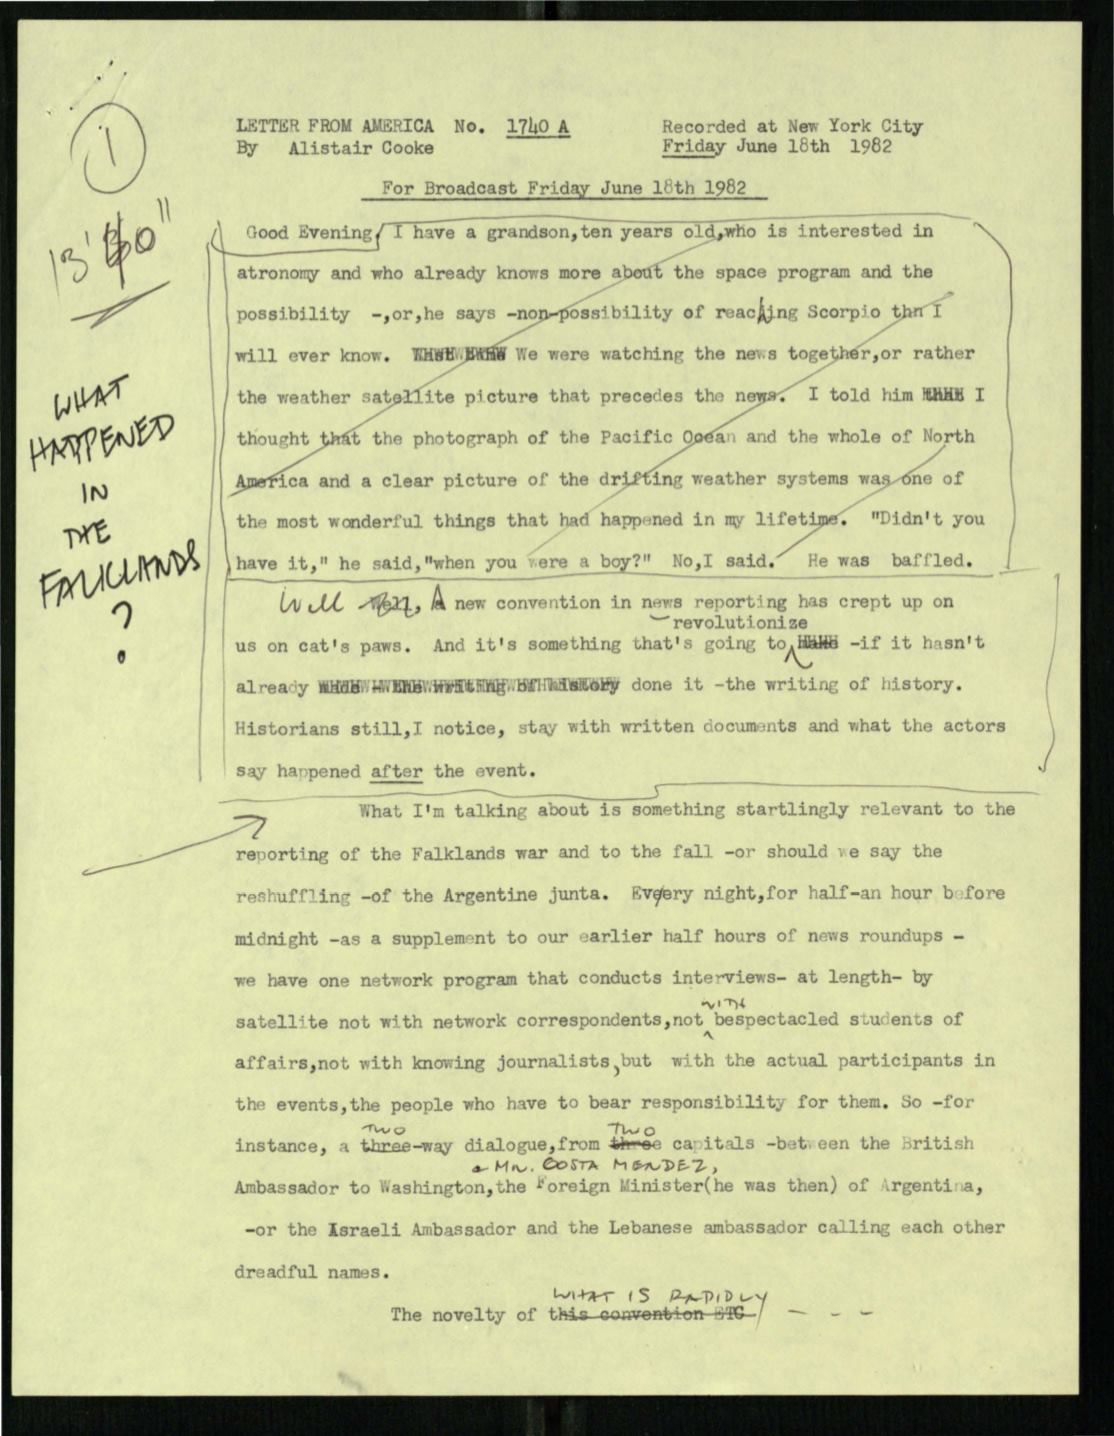 1
LETTER FROM AMERICA No. 1740 A
By Alistair Cooke
Recorded at New York City
Friday June 18th 1982
For Broadcast Friday June 18th 1982
13'
WHAT
HAPPENED
IN
THE
FALKLANDS
?
Good Evening, I have a grandson,ten years old,who is interested in
atronomy and who already knows more about the space program and the
possibility -,or,he says -non-possibility of reaching Scorpio thn I
will ever know. We were watching the news together,or rather
the weather satellite picture that precedes the news. I told him I
thought that the photograph of the Pacific Ocean and the whole of North
America and a clear picture of the drifting weather systems was one of
the most wonderful things that had happened in my lifetime. "Didn't you
have it," he said,"when you were a boy?" No,I said. He was baffled.
Well Well, A new convention in news reporting has crept up on
revolutionize
us on cat's paws. And it's something that's going to -if it hasn't
already done it -the writing of history.
Historians still,I notice, stay with written documents and what the actors
say happened after the event.
What I'm talking about is something startlingly relevant to the
reporting of the Falklands war and to the fall -or should we say the
reshuffling -of the Argentine junta. Eveery night,for half-an hour before
midnight -as a supplement to our earlier half hours of news roundups -
we have one network program that conducts interviews- at length- by
WITH
satellite not with network correspondents,not bespectacled students of
affairs,not with knowing journalists,but with the actual participants in
the events,the people who have to bear responsibility for them. So -for
TWO TWO
instance, a three-way dialogue,from three capitals -between the British
& MR. COSTA MENDEZ,
Ambassador to Washington,the Foreign Minister(he was then) of Argentina,
-or the Israeli Ambassador and the Lebanese ambassador calling each other
dreadful names.
WHAT IS RAPIDLY
The novelty of this convention ETC - - -